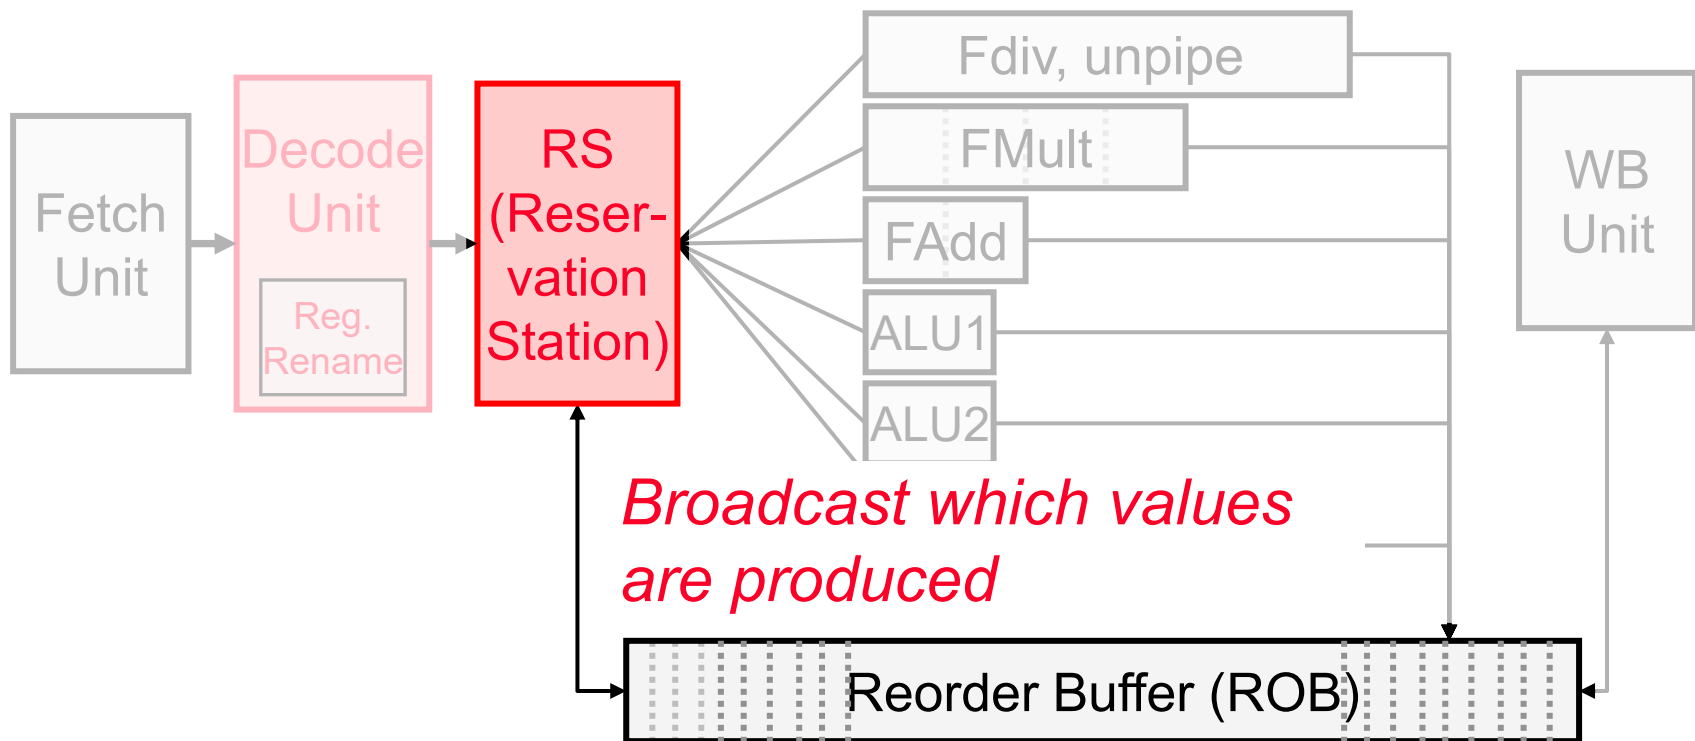 Fetch
Unit
Decode
Unit
Reg.
Rename
RS
(Reser-
vation
Station)
Fdiv, unpipe
FMult
FAdd
ALU1
ALU2
WB
Unit
Broadcast which values
are produced
Reorder Buffer (ROB)